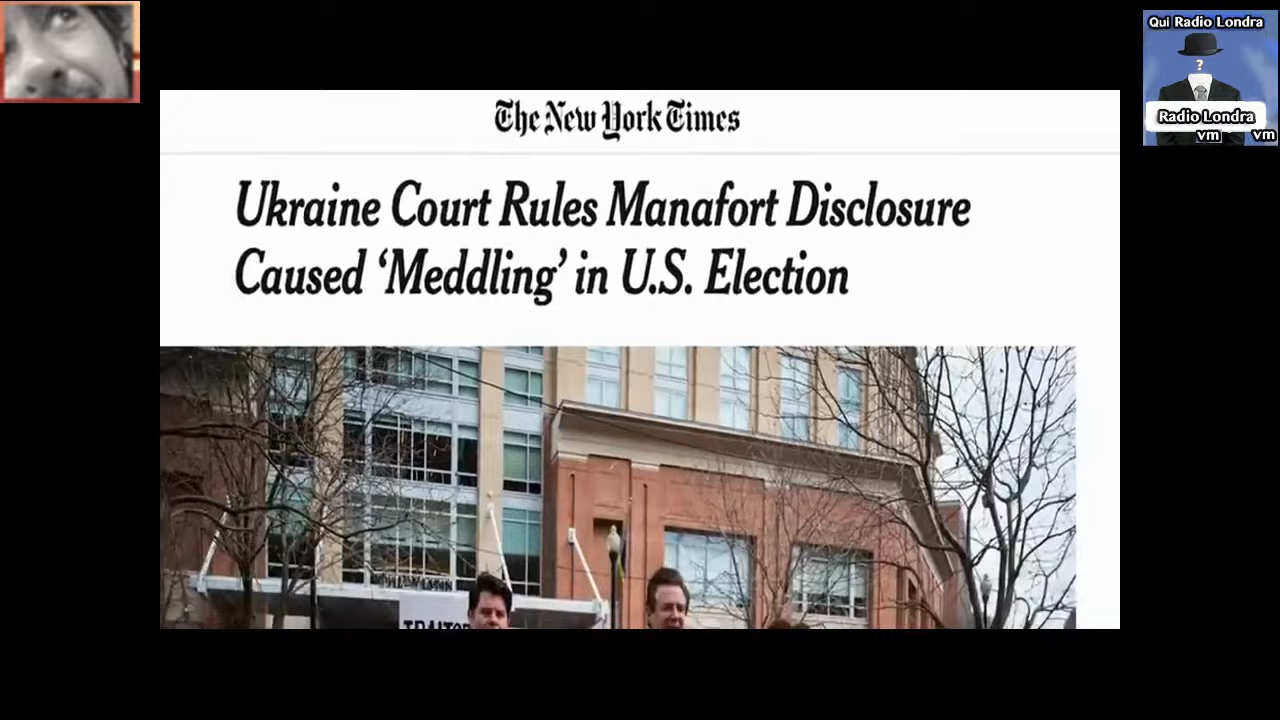 Qui Radio Londra
?
Radio Londra
vm
vm
The New York Times
Ukraine Court Rules Manafort Disclosure
Caused ‘Meddling’ in U.S. Election